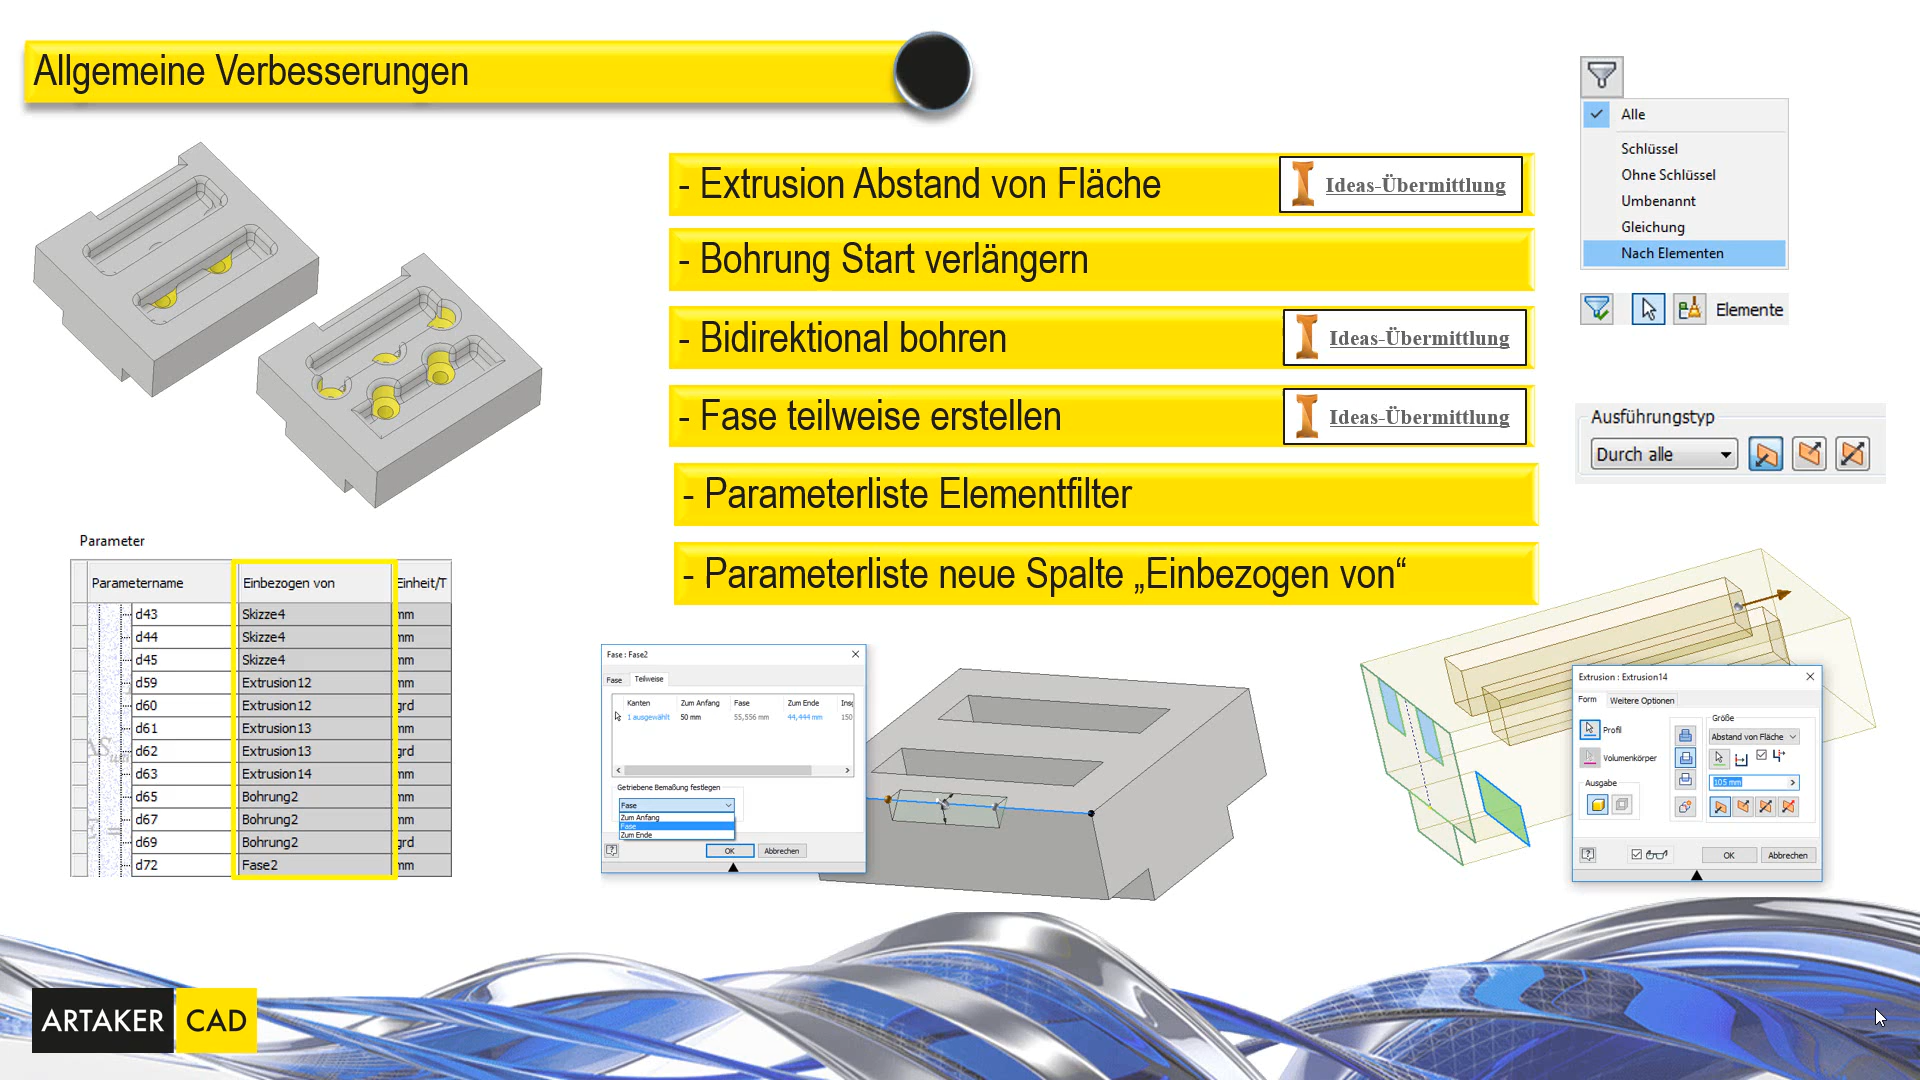 Allgemeine Verbesserungen
- Extrusion Abstand von Fläche
Ideas-Übermittlung
- Bohrung Start verlängern
- Bidirektional bohren
Ideas-Übermittlung
- Fase teilweise erstellen
Ideas-Übermittlung
- Parameterliste Elementfilter
- Parameterliste neue Spalte „Einbezogen von“
Alle
Schlüssel
Ohne Schlüssel
Umbenannt
Gleichung
Nach Elementen
Elemente
Ausführungstyp
Durch alle
Parameter
Parametername Einbezogen von Einheit/T
d43 Skizze4 mm
d44 Skizze4 mm
d45 Skizze4 mm
d59 Extrusion12 mm
d60 Extrusion12 grd
d61 Extrusion13 mm
d62 Extrusion13 grd
d63 Extrusion14 mm
d65 Bohrung2 mm
d67 Bohrung2 mm
d69 Bohrung2 grd
d72 Fase2 mm
Fase : Fase2
Fase Teilweise
Kanten Zum Anfang Fase Zum Ende Insg
1 ausgewählt 50 mm 55,556 mm 44,444 mm 150
Getriebene Bemaßung festlegen
Fase
Zum Anfang
Fase
Zum Ende
OK Abbrechen
Extrusion : Extrusion14
Form Weitere Optionen
Profil
Volumenkörper
Ausgabe
Größe
Abstand von Fläche
105 mm
OK Abbrechen
ARTAKER CAD